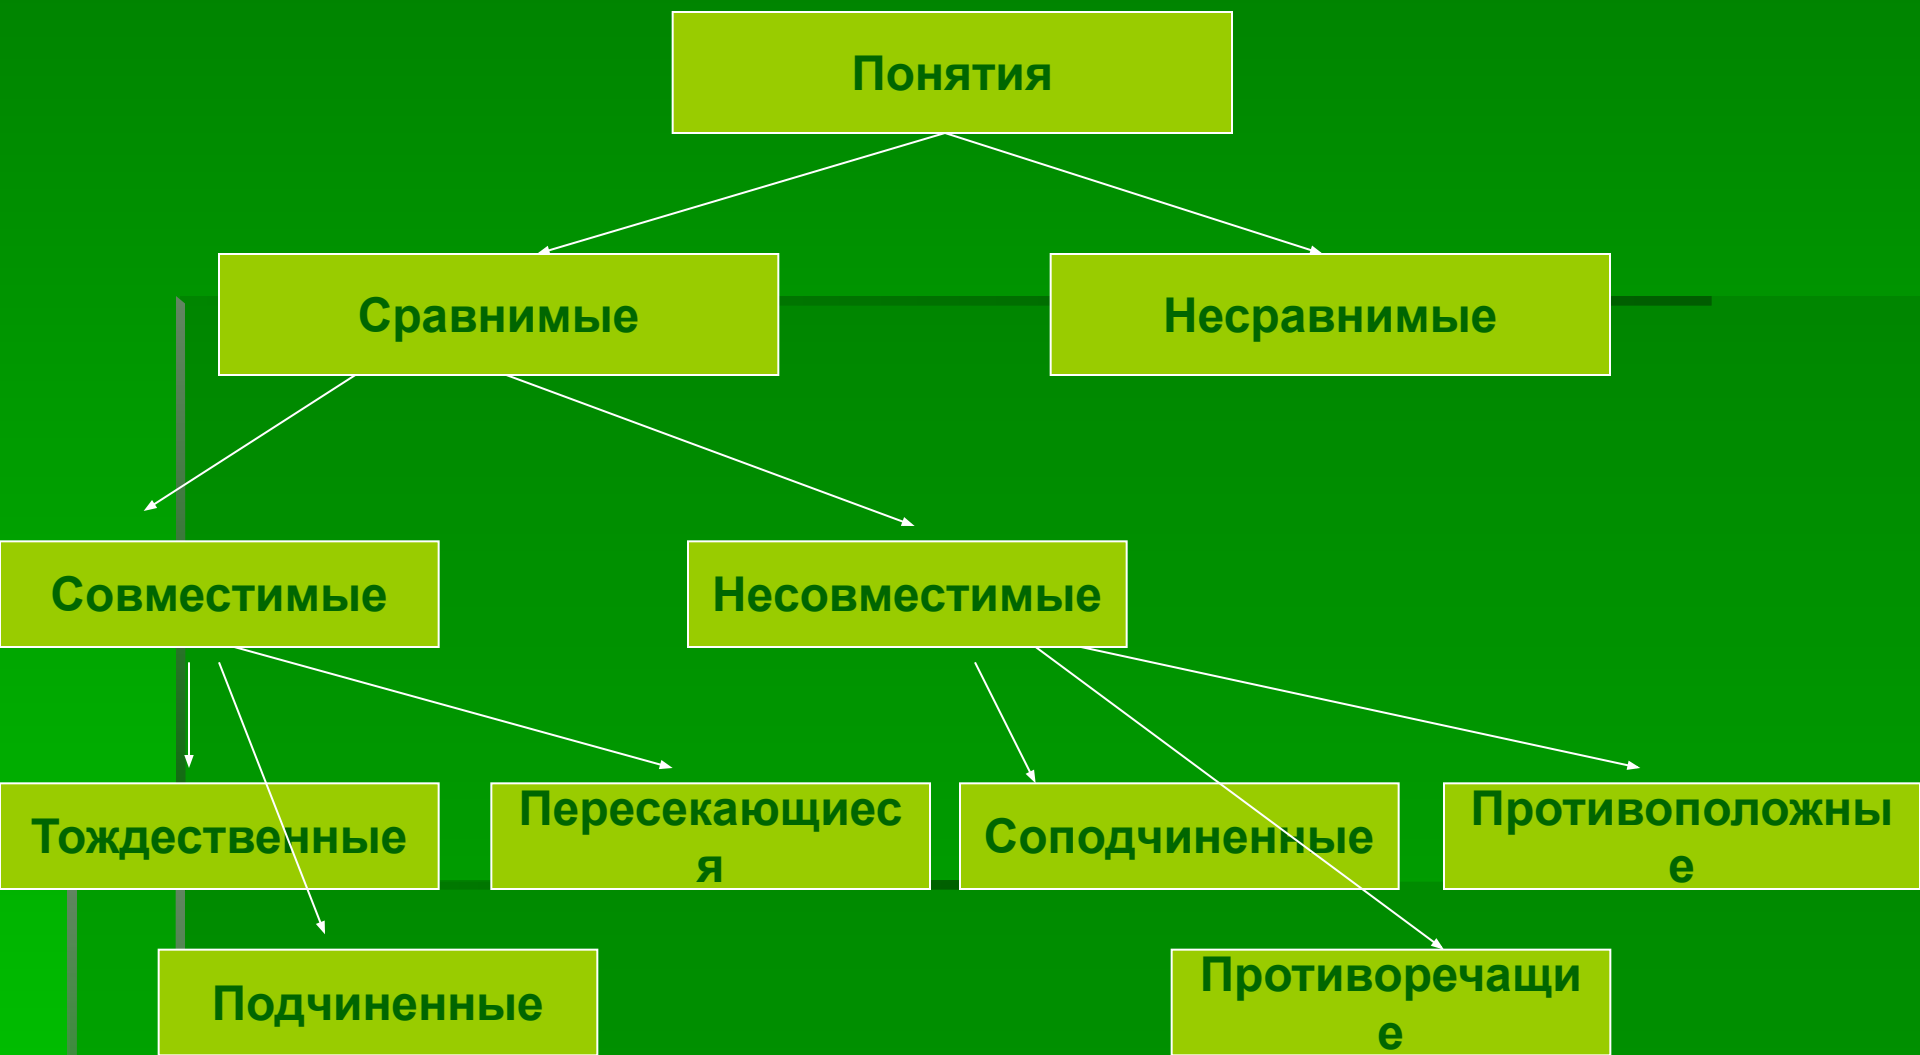 Понятия
Сравнимые
Несравнимые
Совместимые
Несовместимые
Тождественные
Пересекающиес
я
Соподчиненные
Противоположны
е
Подчиненные
Противоречащи
е